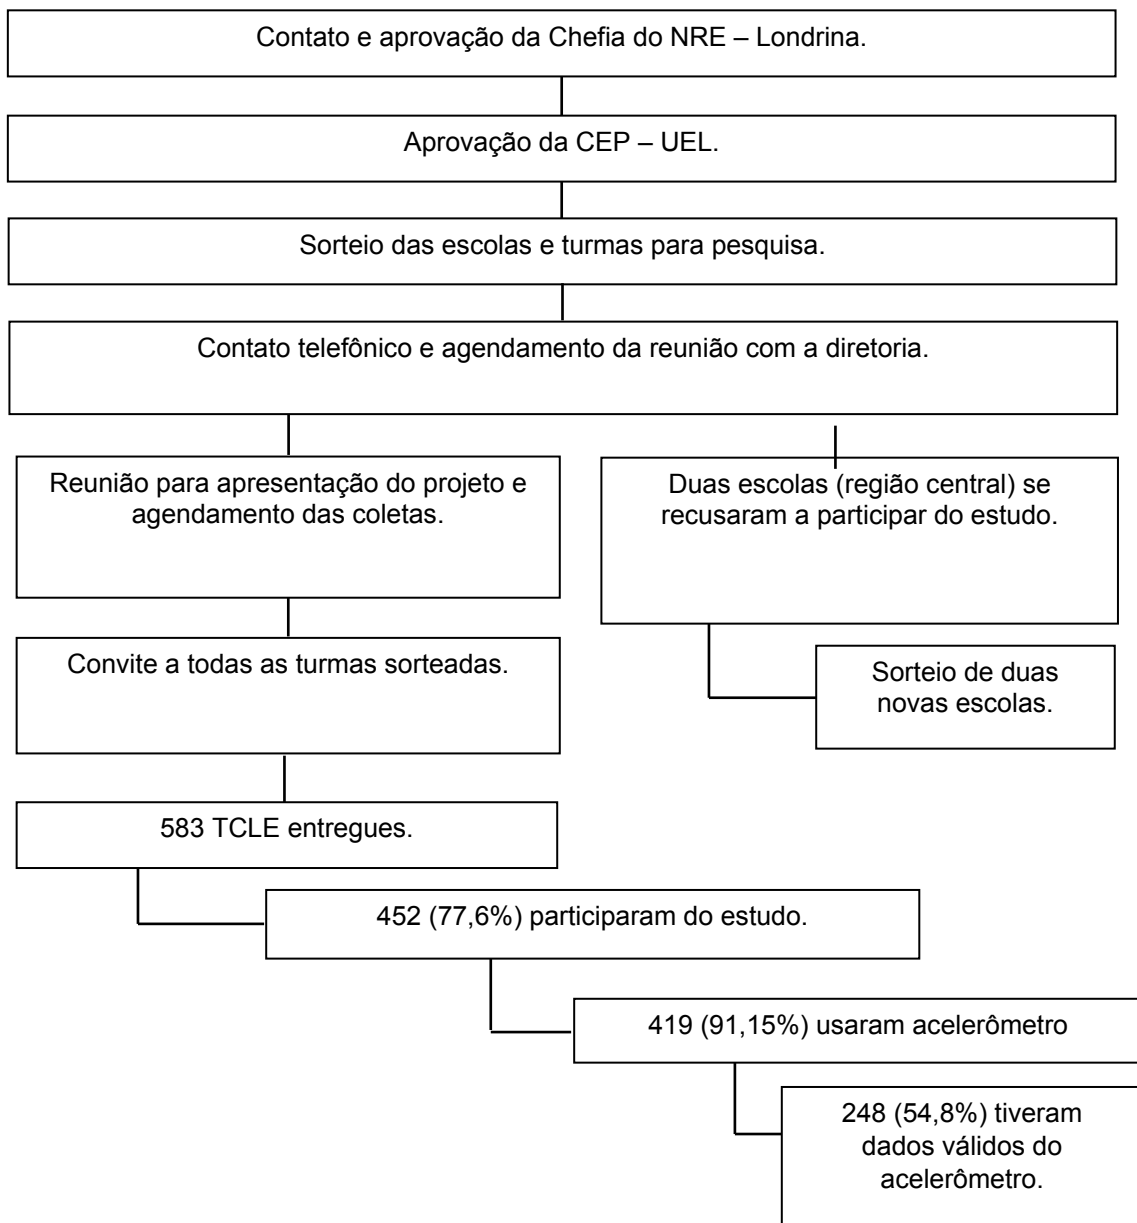 Contato e aprovação da Chefia do NRE – Londrina.
Aprovação da CEP – UEL.
Sorteio das escolas e turmas para pesquisa.
Contato telefônico e agendamento da reunião com a diretoria.
Reunião para apresentação do projeto e
agendamento das coletas.
Duas escolas (região central) se
recusaram a participar do estudo.
Convite a todas as turmas sorteadas.
Sorteio de duas
novas escolas.
583 TCLE entregues.
452 (77,6%) participaram do estudo.
419 (91,15%) usaram acelerômetro
248 (54,8%) tiveram
dados válidos do
acelerômetro.